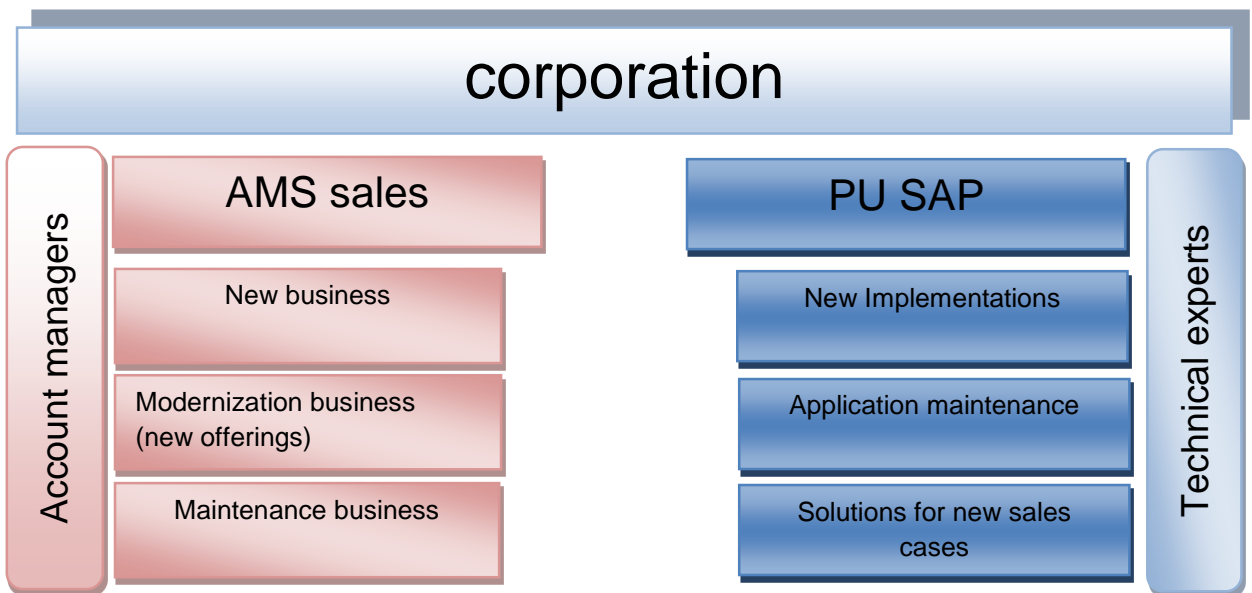 corporation
Account managers
AMS sales
New business
Modernization business
(new offerings)
Maintenance business
PU SAP
New Implementations
Application maintenance
Solutions for new sales
cases
Technical experts